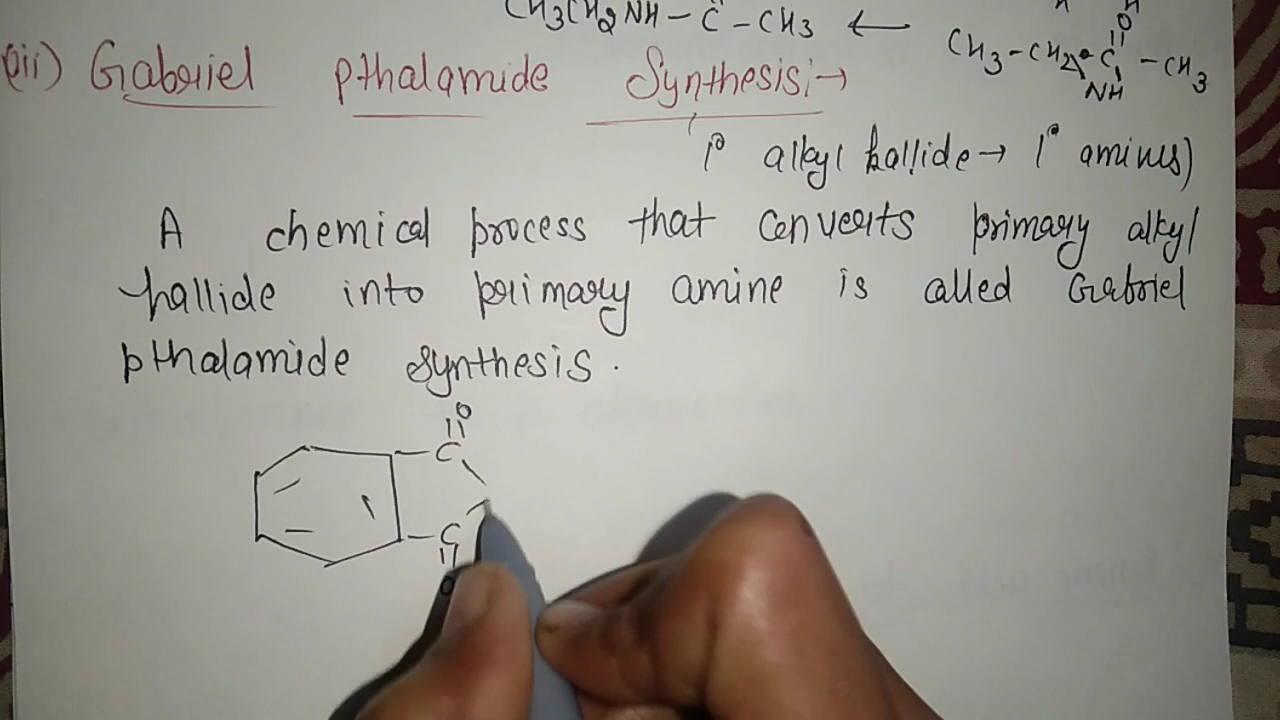 CH3CH2NH-C-CH3 ← CH3-CH2-C-CH3
O
NH
(iii) Gabriel pthalamide Synthesis:→
(1° alkyl hallide → 1° amines)
A chemical process that converts primary alkyl
hallide into primary amine is called Gabriel
pthalamide synthesis.
O
C
C
O